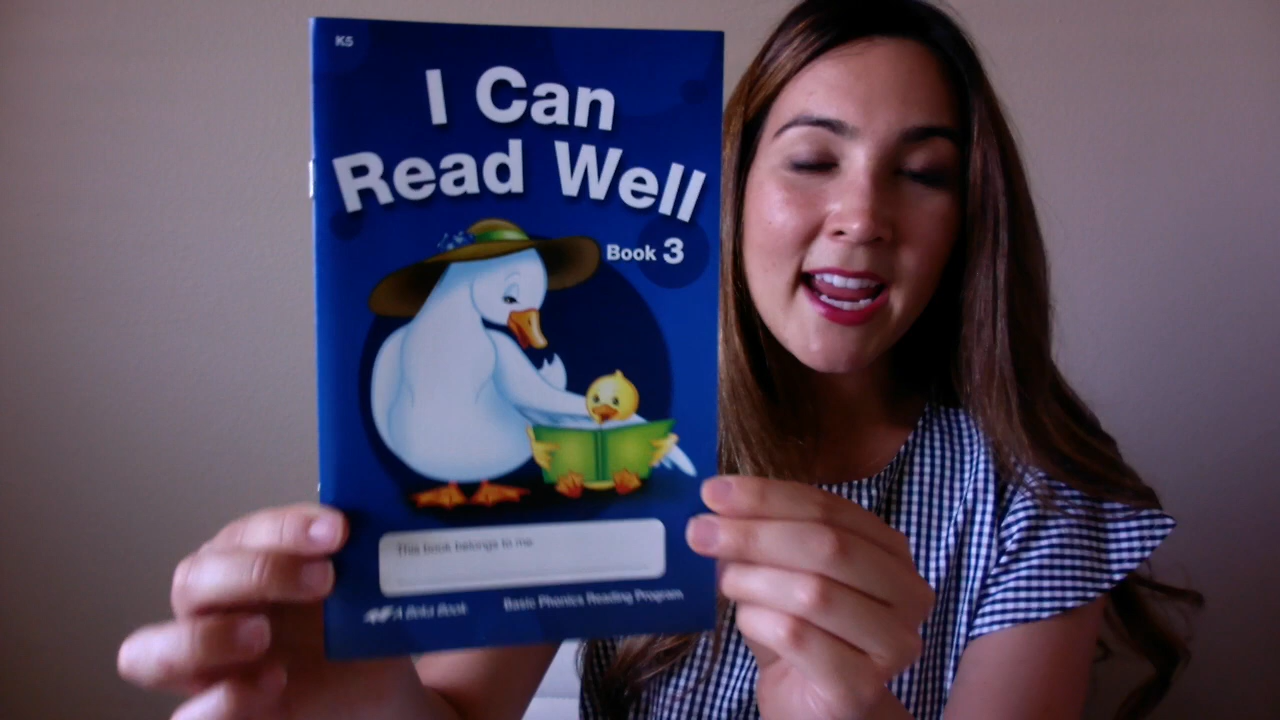 K5
I Can
Read Well
Book 3
This book belongs to me
A Beka Book Basic Phonics Reading Program